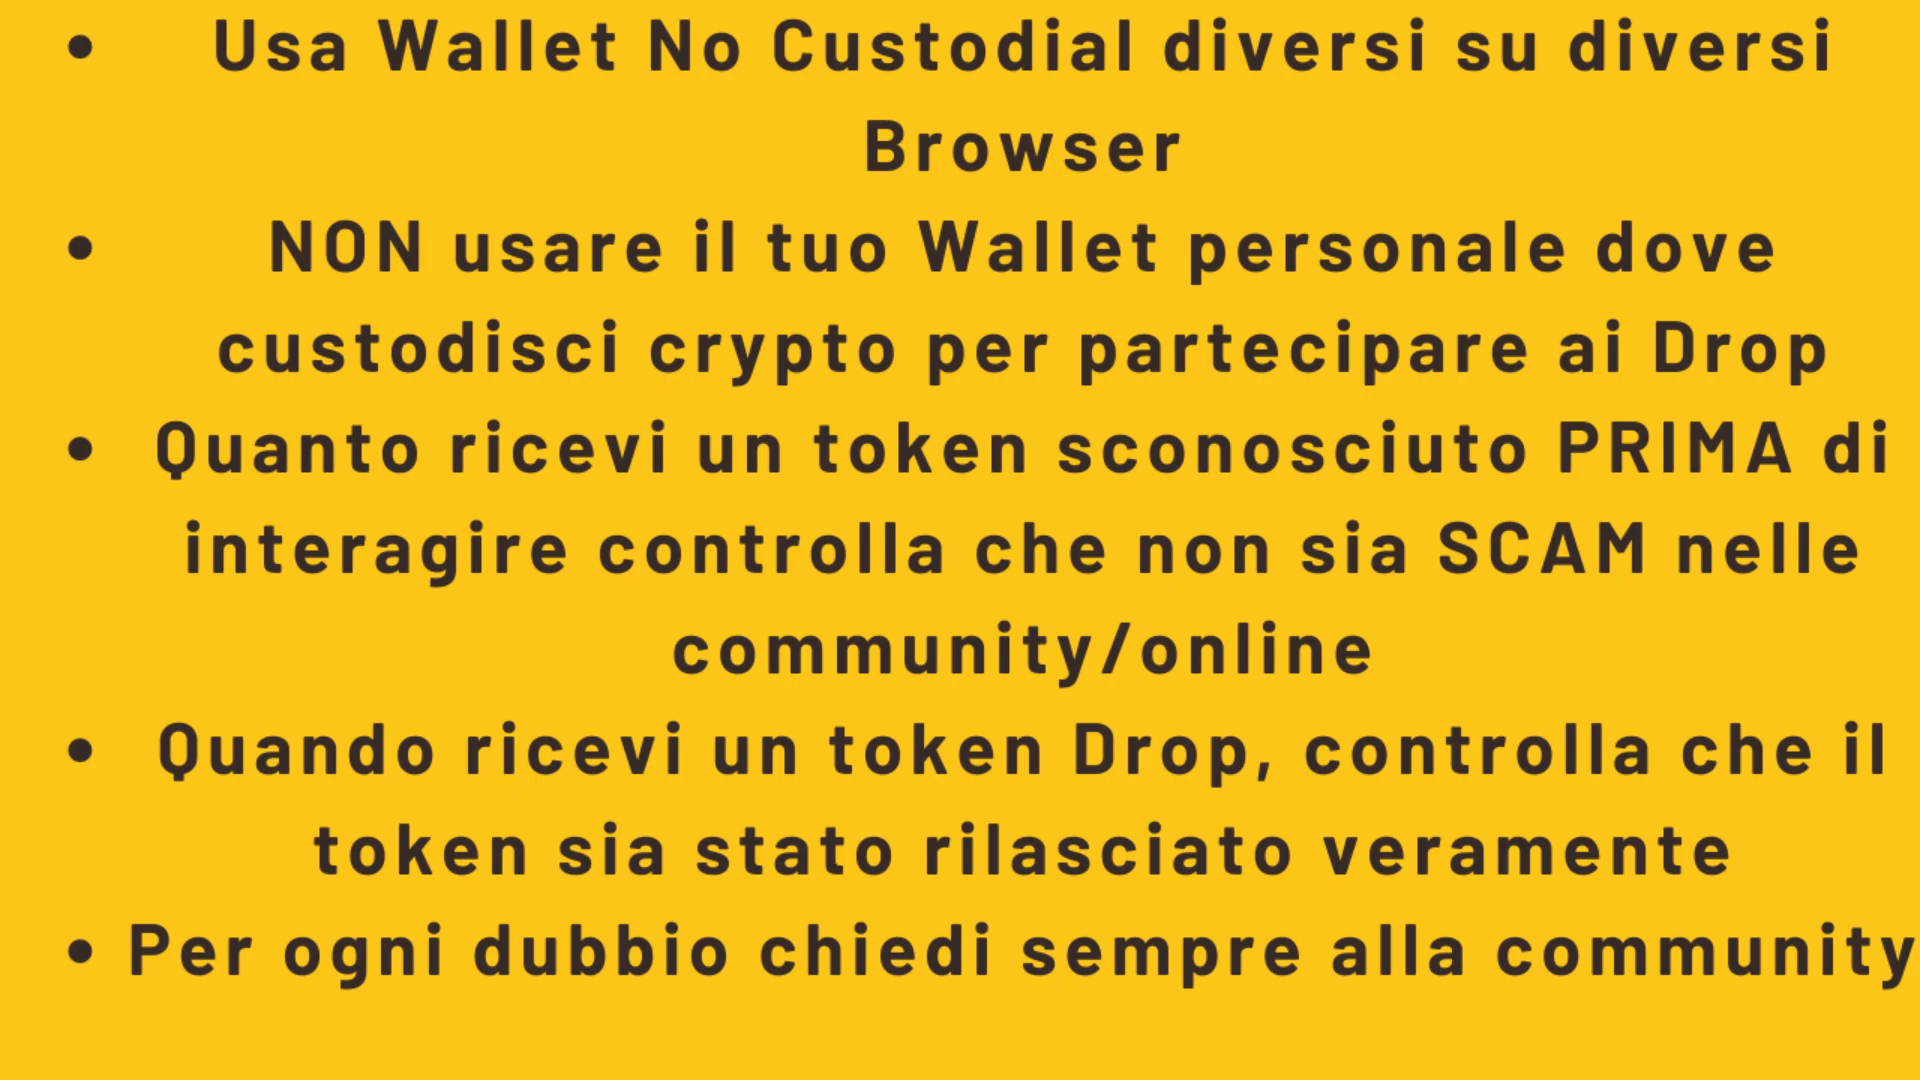 • Usa Wallet No Custodial diversi su diversi
Browser
• NON usare il tuo Wallet personale dove
custodisci crypto per partecipare ai Drop
• Quanto ricevi un token sconosciuto PRIMA di
interagire controlla che non sia SCAM nelle
community/online
• Quando ricevi un token Drop, controlla che il
token sia stato rilasciato veramente
• Per ogni dubbio chiedi sempre alla community